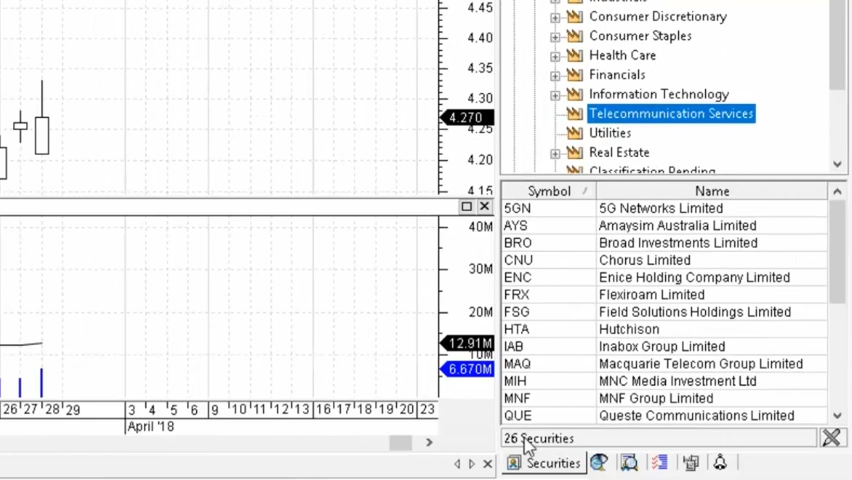 4.45
4.40
4.35
4.30
4.270
4.25
4.20
4.15
40M
30M
20M
12.91M
10M
6.670M
26 27 28 29 3 4 5 6 9 10 11 12 13 16 17 18 19 20 23
April '18
Industrials
Consumer Discretionary
Consumer Staples
Health Care
Financials
Information Technology
Telecommunication Services
Utilities
Real Estate
Classification Pending
Symbol Name
5GN 5G Networks Limited
AYS Amaysim Australia Limited
BRO Broad Investments Limited
CNU Chorus Limited
ENC Enice Holding Company Limited
FRX Flexiroam Limited
FSG Field Solutions Holdings Limited
HTA Hutchison
IAB Inabox Group Limited
MAQ Macquarie Telecom Group Limited
MIH MNC Media Investment Ltd
MNF MNF Group Limited
QUE Queste Communications Limited
26 Securities
Securities